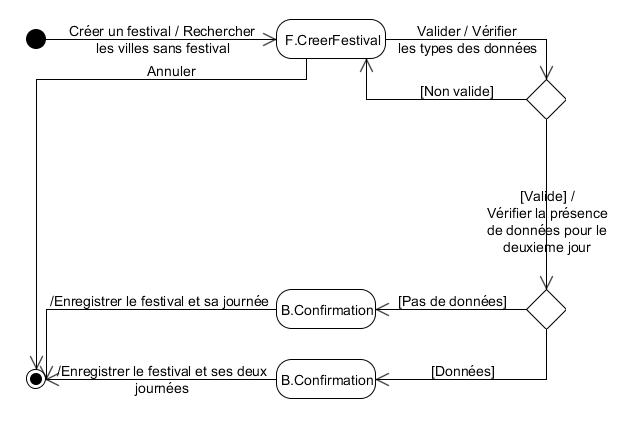 Créer un festival / Rechercher
les villes sans festival
F.CreerFestival
Valider / Vérifier
les types des données
Annuler
[Non valide]
[Valide] /
Vérifier la présence
de données pour le
deuxieme jour
/Enregistrer le festival et sa journée
B.Confirmation
[Pas de données]
/Enregistrer le festival et ses deux
journées
B.Confirmation
[Données]